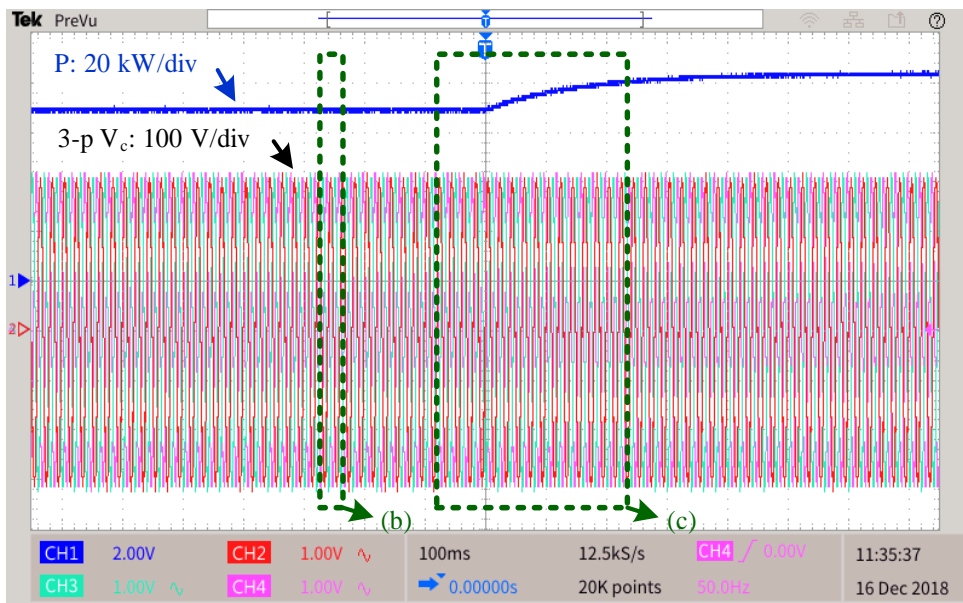 Tek PreVu
T
T
P: 20 kW/div
3-p Vc: 100 V/div
1
2
(b)
(c)
CH1 2.00V CH2 1.00V 100ms 12.5kS/s CH4 0.00V 11:35:37
CH3 1.00V CH4 1.00V 0.00000s 20K points 50.0Hz 16 Dec 2018